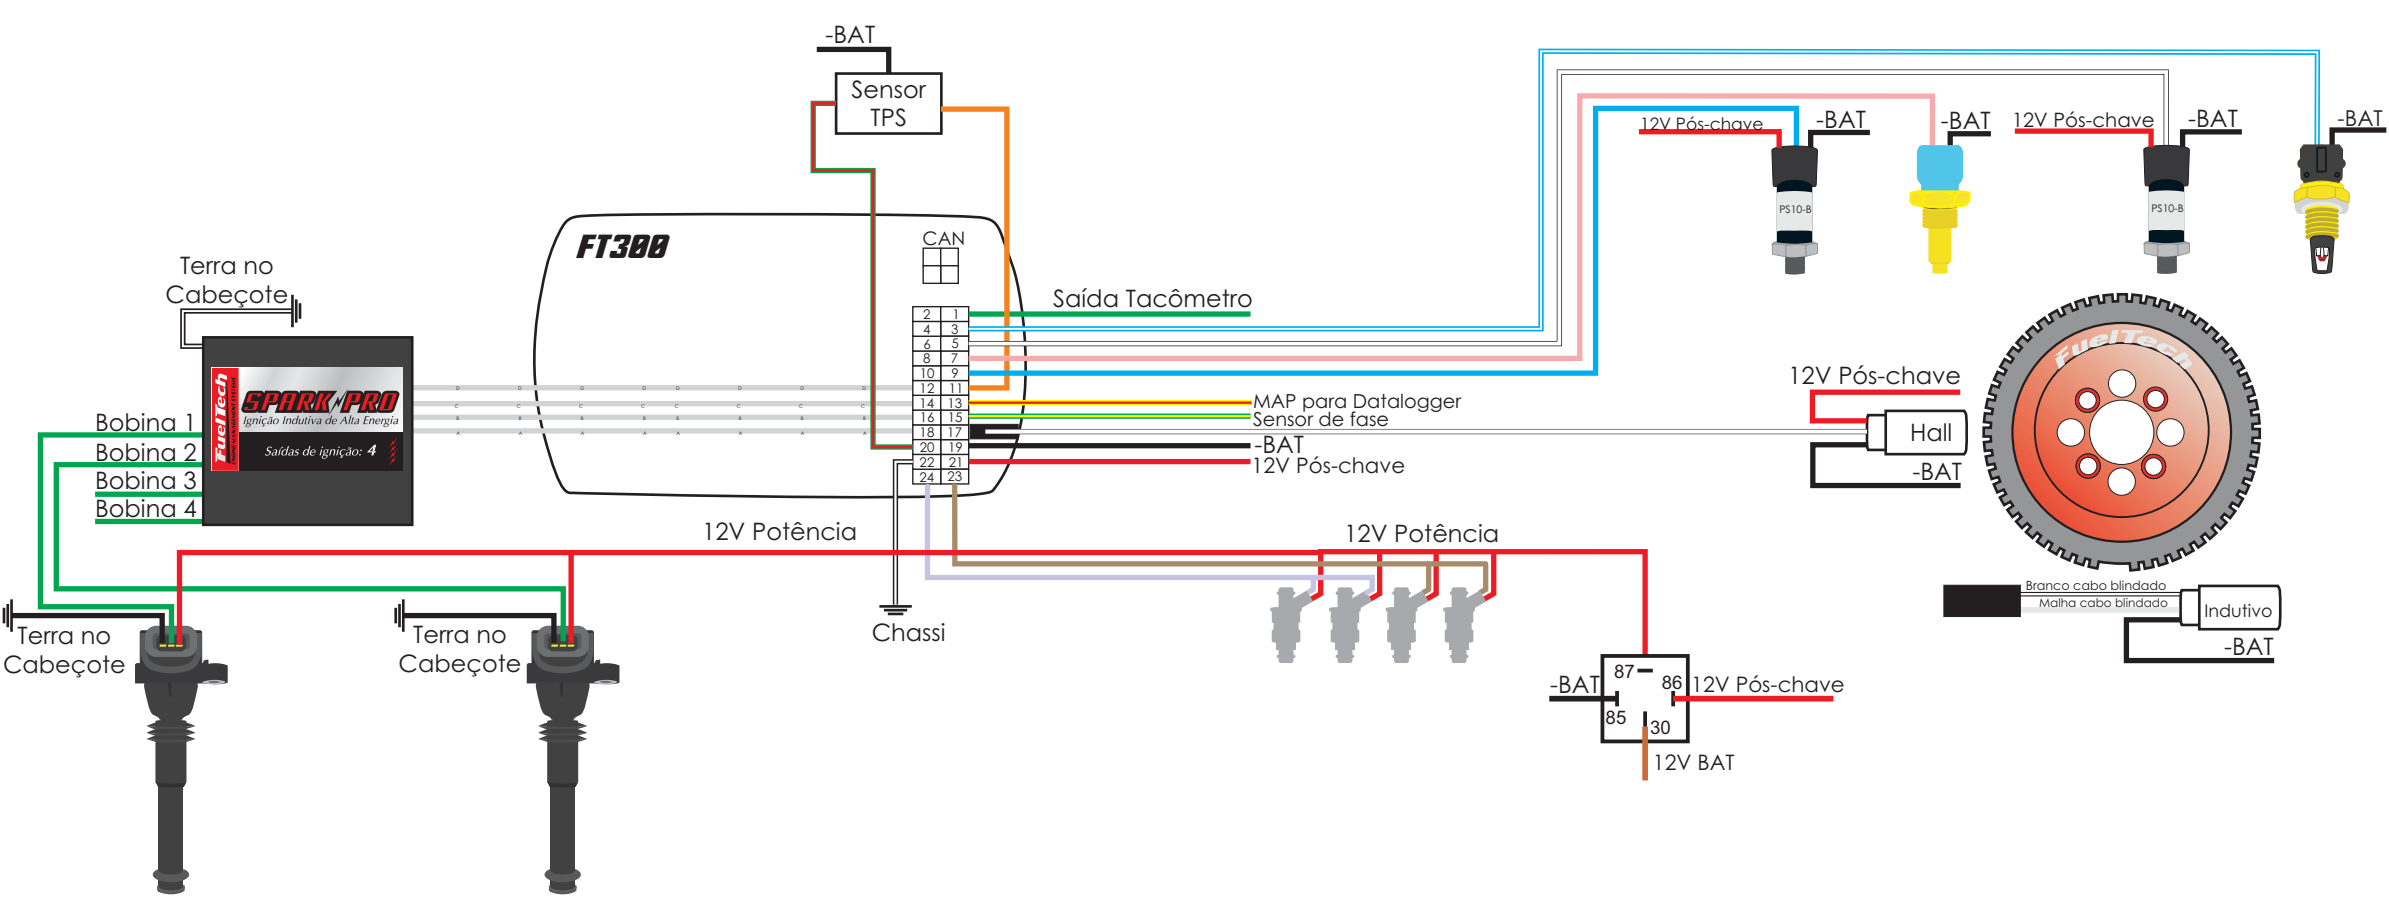 -BAT
Sensor
TPS
FT300
CAN
2 1
4 3
6 5
8 7
10 9
12 11
14 13
16 15
18 17
20 19
22 21
24 23
Saída Tacômetro
MAP para Datalogger
Sensor de fase
-BAT
12V Pós-chave
Terra no
Cabeçote
FuelTech
SPARK PRO
Ignição Indutiva de Alta Energia
Saídas de ignição: 4
Bobina 1
Bobina 2
Bobina 3
Bobina 4
D D D D D D D D
C C C C C C C C
B B B B B B B B
A A A A A A A A
12V Potência
12V Potência
Terra no
Cabeçote
Terra no
Cabeçote
Chassi
12V Pós-chave
-BAT
-BAT
12V Pós-chave
-BAT
-BAT
PS10-B
PS10-B
FuelTech
12V Pós-chave
Hall
-BAT
Branco cabo blindado
Malha cabo blindado
Indutivo
-BAT
87
86
85
30
-BAT
12V Pós-chave
12V BAT